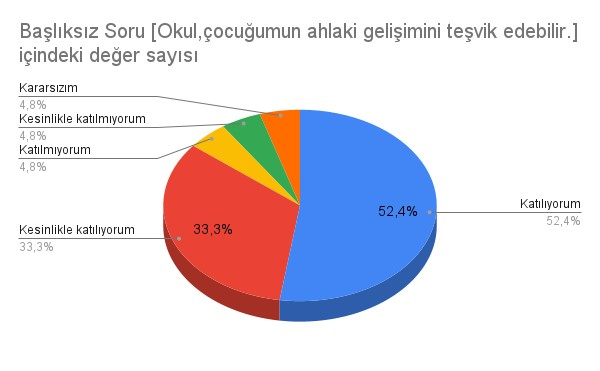 Başlıksız Soru [Okul,çocuğumun ahlaki gelişimini teşvik edebilir.]
içindeki değer sayısı
Kararsızım
4,8%
Kesinlikle katılmıyorum
4,8%
Katılmıyorum
4,8%
Kesinlikle katılıyorum
33,3%
33,3%
52,4%
Katılıyorum
52,4%